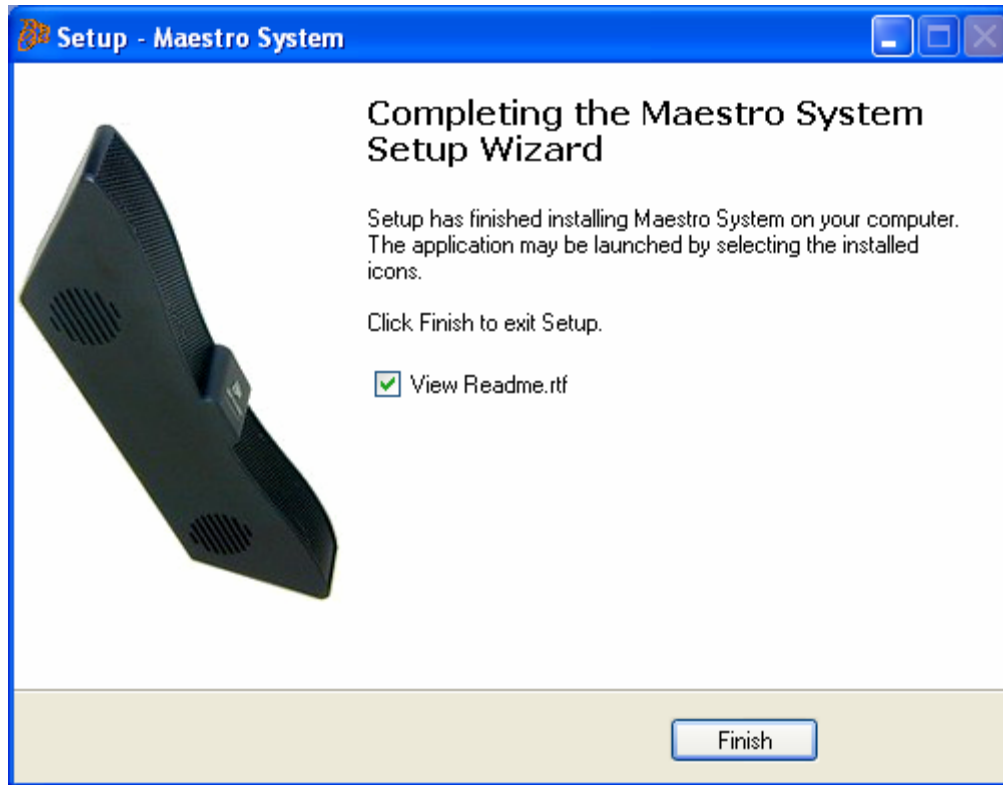 Setup - Maestro System
Completing the Maestro System
Setup Wizard
Setup has finished installing Maestro System on your computer.
The application may be launched by selecting the installed
icons.
Click Finish to exit Setup.
View Readme.rtf
Finish